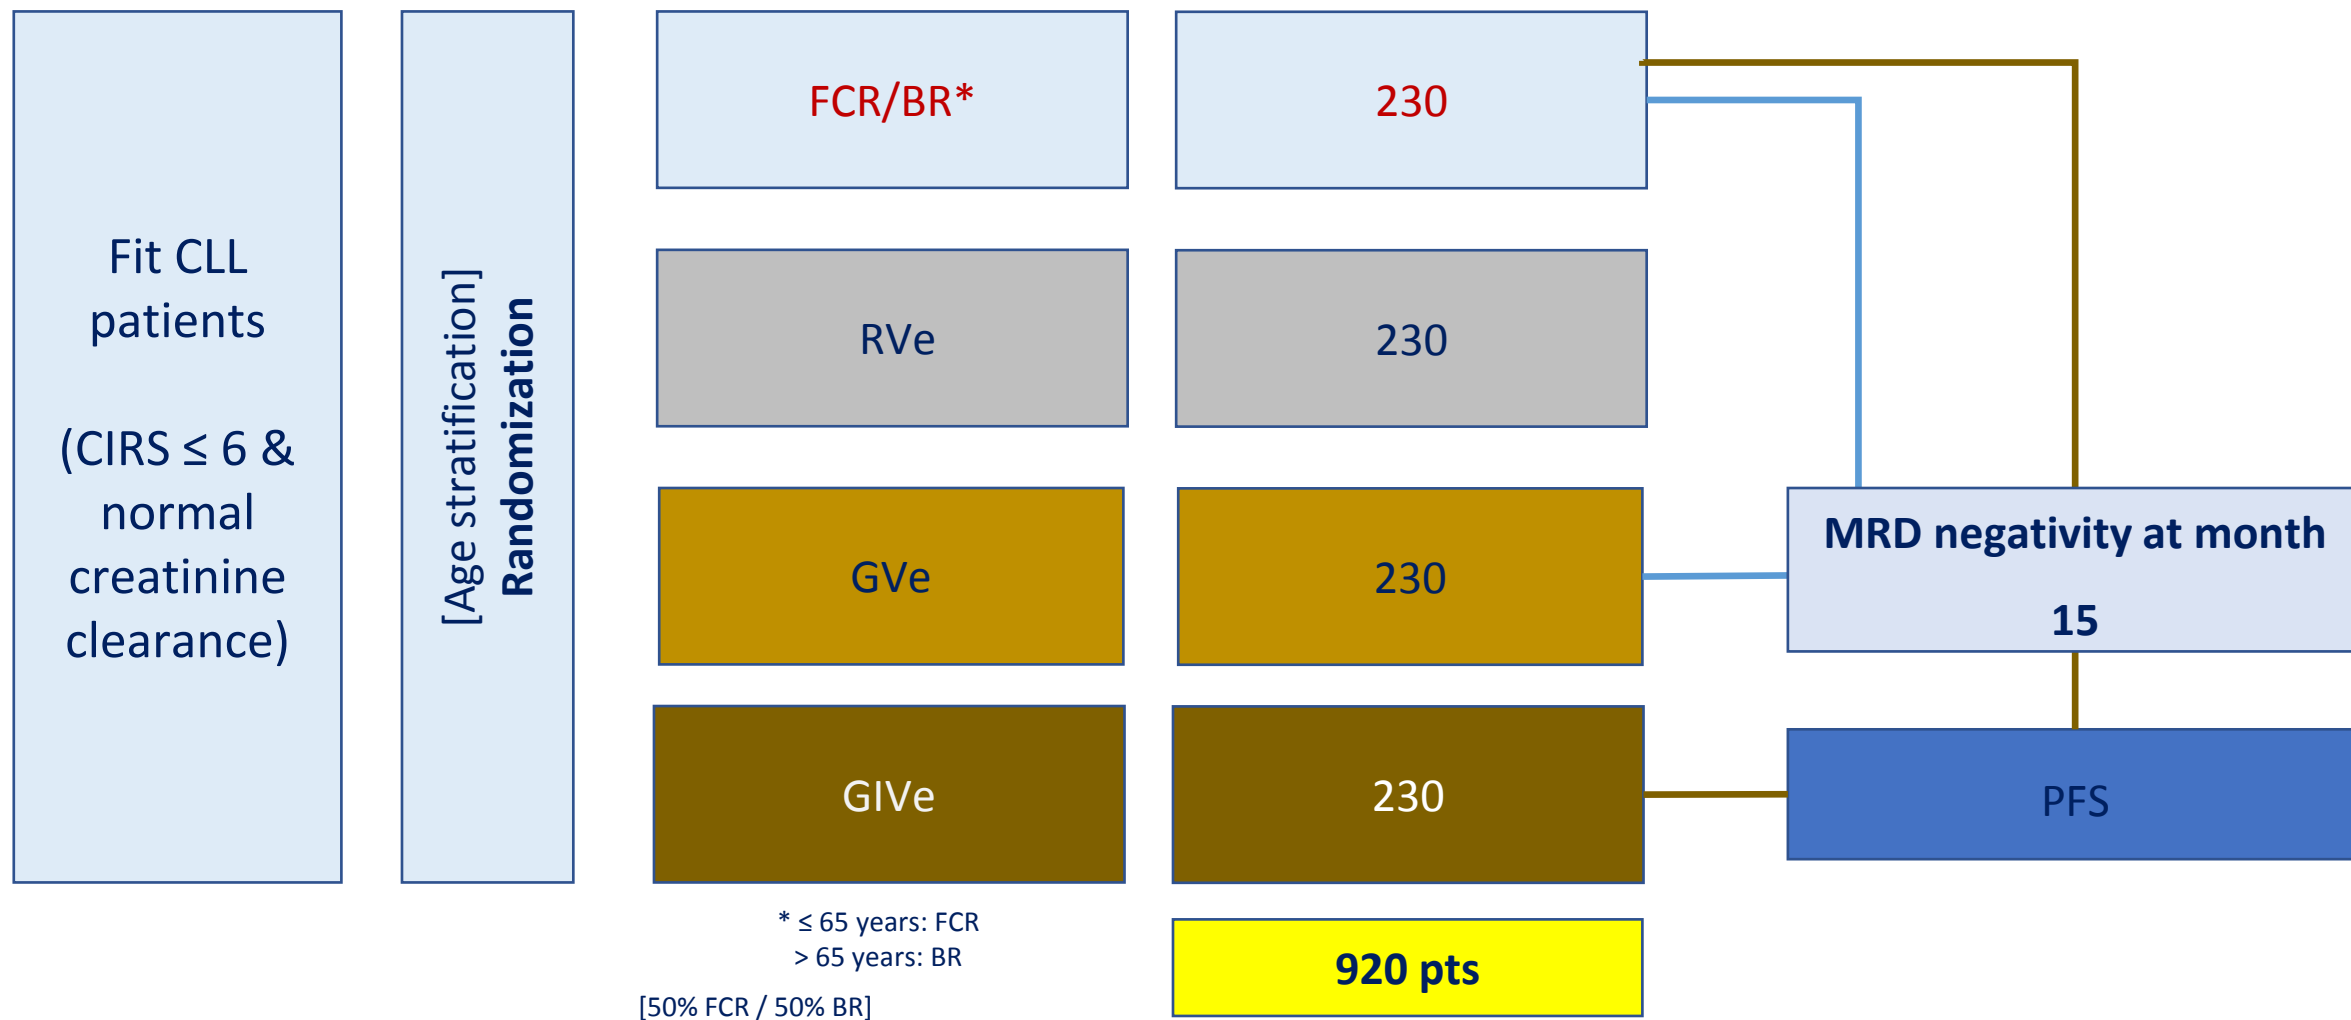 Fit CLL
patients
(CIRS ≤ 6 &
normal
creatinine
clearance)
[Age stratification]
Randomization
FCR/BR*
230
RVe
230
GVe
230
MRD negativity at month
15
GIVe
230
PFS
* ≤ 65 years: FCR
> 65 years: BR
[50% FCR / 50% BR]
920 pts